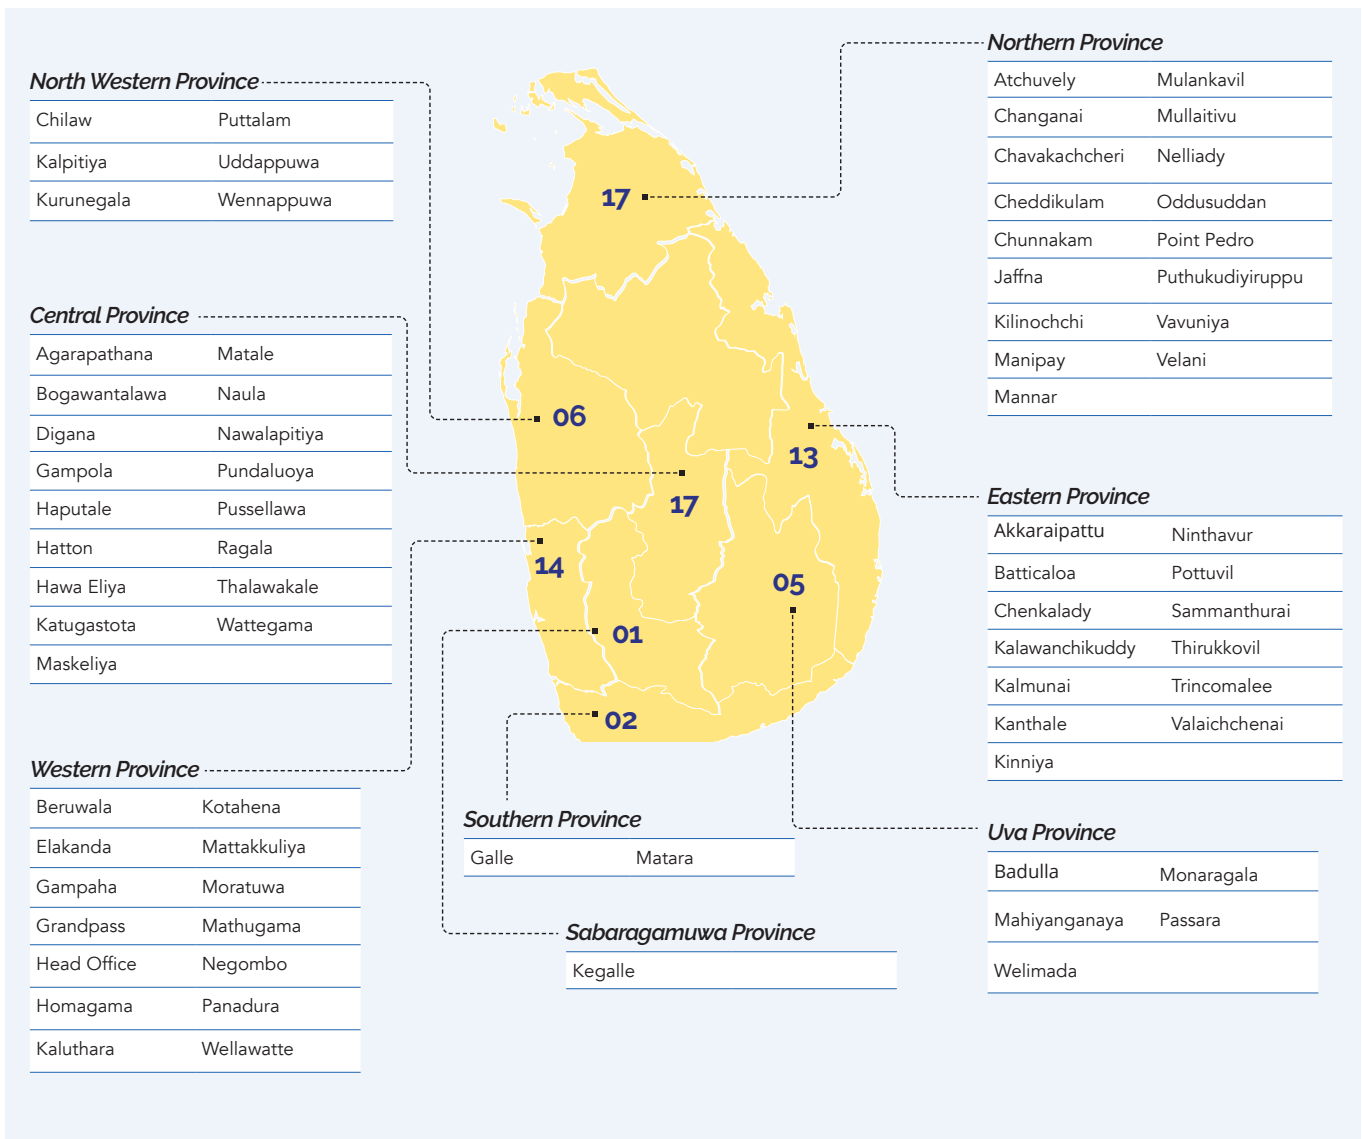 North Western Province
Chilaw Puttalam
Kalpitiya Uddappuwa
Kurunegala Wennappuwa
Central Province
Agarapathana Matale
Bogawantalawa Naula
Digana Nawalapitiya
Gampola Pundaluoya
Haputale Pussellawa
Hatton Ragala
Hawa Eliya Thalawakale
Katugastota Wattegama
Maskeliya
Western Province
Beruwala Kotahena
Elakanda Mattakkuliya
Gampaha Moratuwa
Grandpass Mathugama
Head Office Negombo
Homagama Panadura
Kaluthara Wellawatte
17
06
13
17
14
05
01
02
Southern Province
Galle Matara
Sabaragamuwa Province
Kegalle
Northern Province
Atchuvely Mulankavil
Changanai Mullaitivu
Chavakachcheri Nelliady
Cheddikulam Oddusuddan
Chunnakam Point Pedro
Jaffna Puthukudiyiruppu
Kilinochchi Vavuniya
Manipay Velani
Mannar
Eastern Province
Akkaraipattu Ninthavur
Batticaloa Pottuvil
Chenkalady Sammanthurai
Kalawanchikuddy Thirukkovil
Kalmunai Trincomalee
Kanthale Valaichchenai
Kinniya
Uva Province
Badulla Monaragala
Mahiyanganaya Passara
Welimada